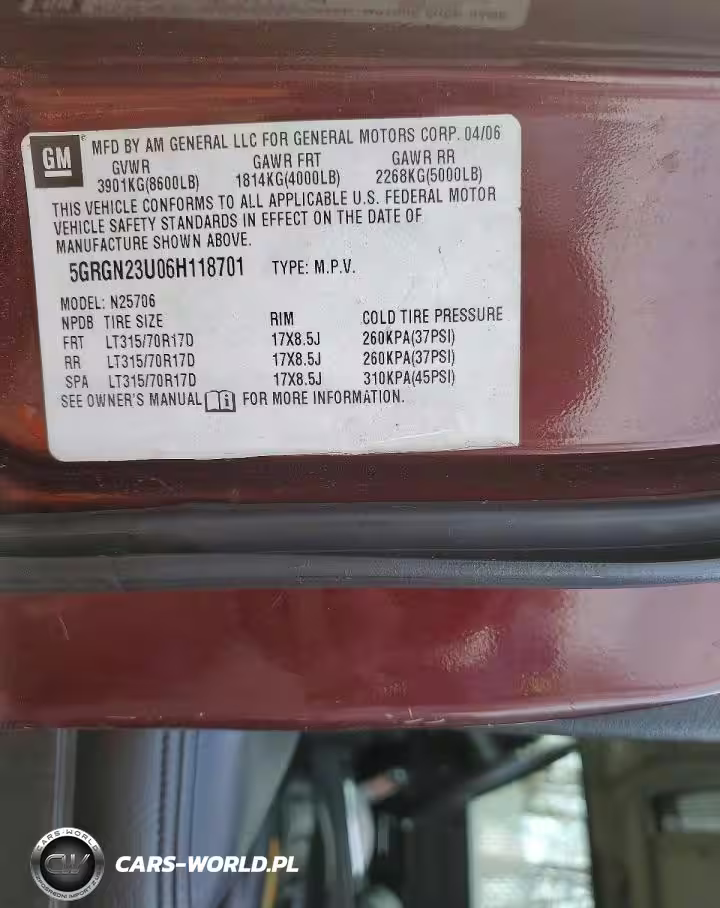 GM
MFD BY AM GENERAL LLC FOR GENERAL MOTORS CORP. 04/06
GVWR GAWR FRT GAWR RR
3901KG(8600LB) 1814KG(4000LB) 2268KG(5000LB)
THIS VEHICLE CONFORMS TO ALL APPLICABLE U.S. FEDERAL MOTOR
VEHICLE SAFETY STANDARDS IN EFFECT ON THE DATE OF
MANUFACTURE SHOWN ABOVE.
5GRGN23U06H118701 TYPE: M.P.V.
MODEL: N25706
NPDB TIRE SIZE RIM COLD TIRE PRESSURE
FRT LT315/70R17D 17X8.5J 260KPA(37PSI)
RR LT315/70R17D 17X8.5J 260KPA(37PSI)
SPA LT315/70R17D 17X8.5J 310KPA(45PSI)
SEE OWNER'S MANUAL FOR MORE INFORMATION.
CARS-WORLD
CW
CARS-WORLD.PL